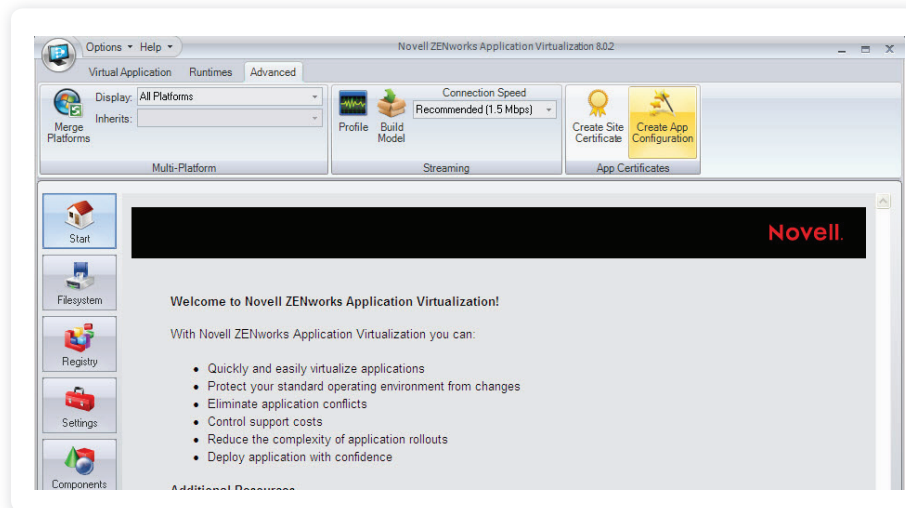 Options Help Novell ZENworks Application Virtualization 8.0.2
Virtual Application Runtimes Advanced
Display: All Platforms
Inherits:
Merge Platforms
Multi-Platform
Connection Speed
Recommended (1.5 Mbps)
Profile
Build Model
Streaming
Create Site Certificate
Create App Configuration
App Certificates
Start
Filesystem
Registry
Settings
Components
Novell.
Welcome to Novell ZENworks Application Virtualization!
With Novell ZENworks Application Virtualization you can:
• Quickly and easily virtualize applications
• Protect your standard operating environment from changes
• Eliminate application conflicts
• Control support costs
• Reduce the complexity of application rollouts
• Deploy application with confidence
Additional Resources